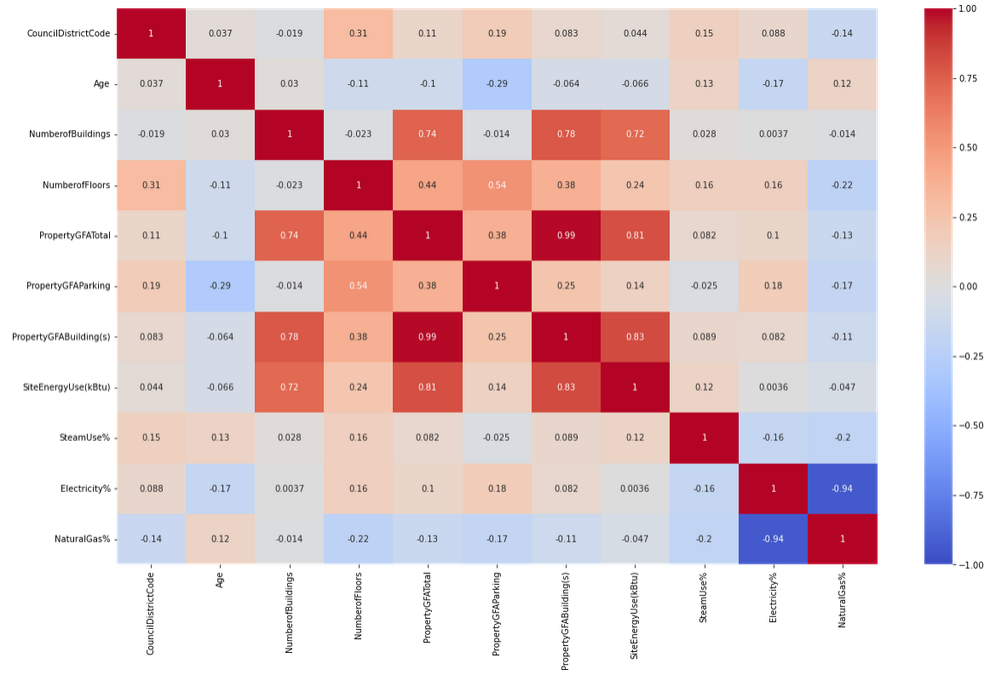 CouncilDistrictCode 1 0.037 -0.019 0.31 0.11 0.19 0.083 0.044 0.15 0.088 -0.14
Age 0.037 1 0.03 -0.11 -0.1 -0.29 -0.064 -0.066 0.13 -0.17 0.12
NumberofBuildings -0.019 0.03 1 -0.023 0.74 -0.014 0.78 0.72 0.028 0.0037 -0.014
NumberofFloors 0.31 -0.11 -0.023 1 0.44 0.54 0.38 0.24 0.16 0.16 -0.22
PropertyGFATotal 0.11 -0.1 0.74 0.44 1 0.38 0.99 0.81 0.082 0.1 -0.13
PropertyGFAParking 0.19 -0.29 -0.014 0.54 0.38 1 0.25 0.14 -0.025 0.18 -0.17
PropertyGFABuilding(s) 0.083 -0.064 0.78 0.38 0.99 0.25 1 0.83 0.089 0.082 -0.11
SiteEnergyUse(kBtu) 0.044 -0.066 0.72 0.24 0.81 0.14 0.83 1 0.12 0.0036 -0.047
SteamUse% 0.15 0.13 0.028 0.16 0.082 -0.025 0.089 0.12 1 -0.16 -0.2
Electricity% 0.088 -0.17 0.0037 0.16 0.1 0.18 0.082 0.0036 -0.16 1 -0.94
NaturalGas% -0.14 0.12 -0.014 -0.22 -0.13 -0.17 -0.11 -0.047 -0.2 -0.94 1
CouncilDistrictCode
Age
NumberofBuildings
NumberofFloors
PropertyGFATotal
PropertyGFAParking
PropertyGFABuilding(s)
SiteEnergyUse(kBtu)
SteamUse%
Electricity%
NaturalGas%
1.00
0.75
0.50
0.25
0.00
−0.25
−0.50
−0.75
−1.00